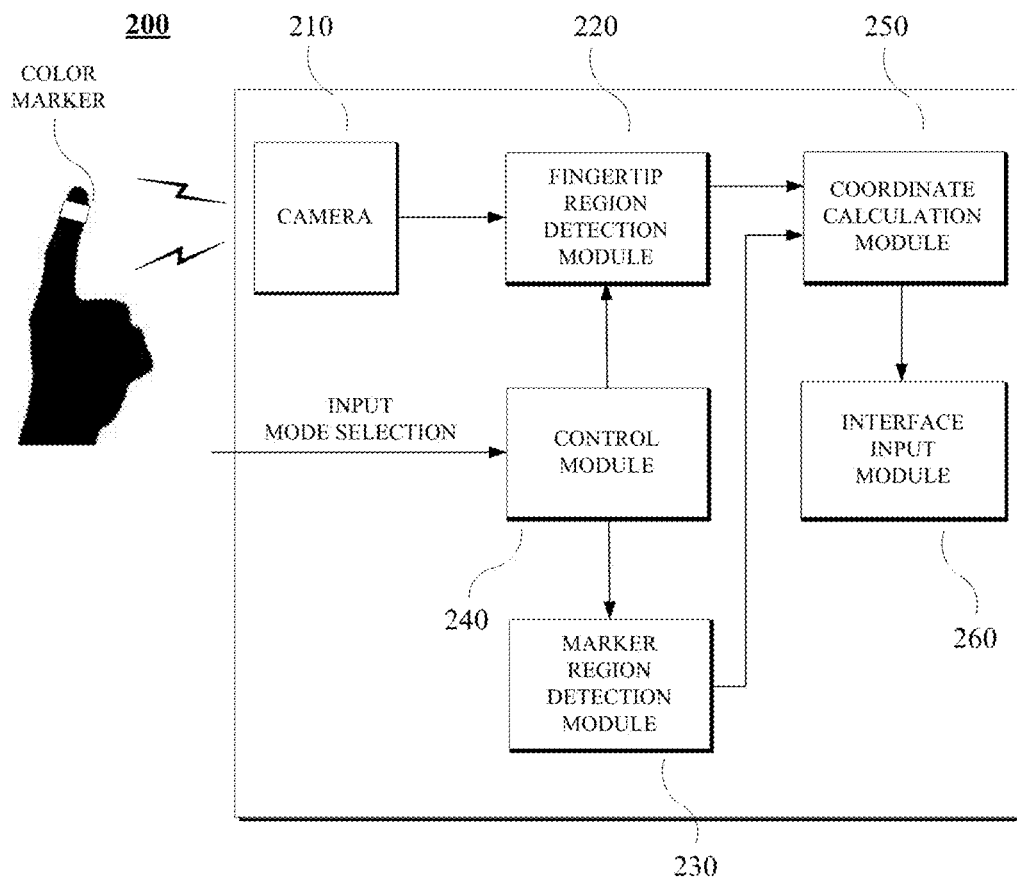 200
210
220
250
COLOR
MARKER
CAMERA
FINGERTIP
REGION
DETECTION
MODULE
COORDINATE
CALCULATION
MODULE
INPUT
MODE SELECTION
CONTROL
MODULE
INTERFACE
INPUT
MODULE
240
260
MARKER
REGION
DETECTION
MODULE
230